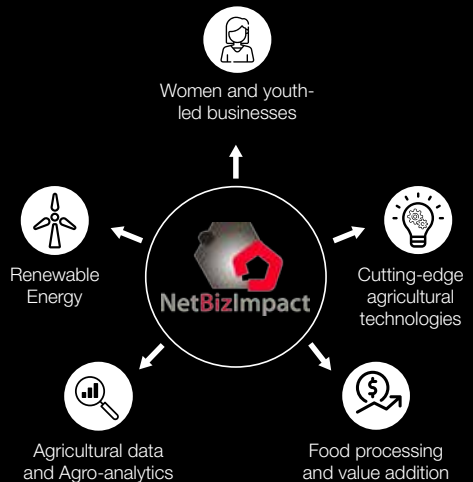 Women and youth-
led businesses
Renewable
Energy
NetBizImpact
Cutting-edge
agricultural
technologies
Agricultural data
and Agro-analytics
$
Food processing
and value addition